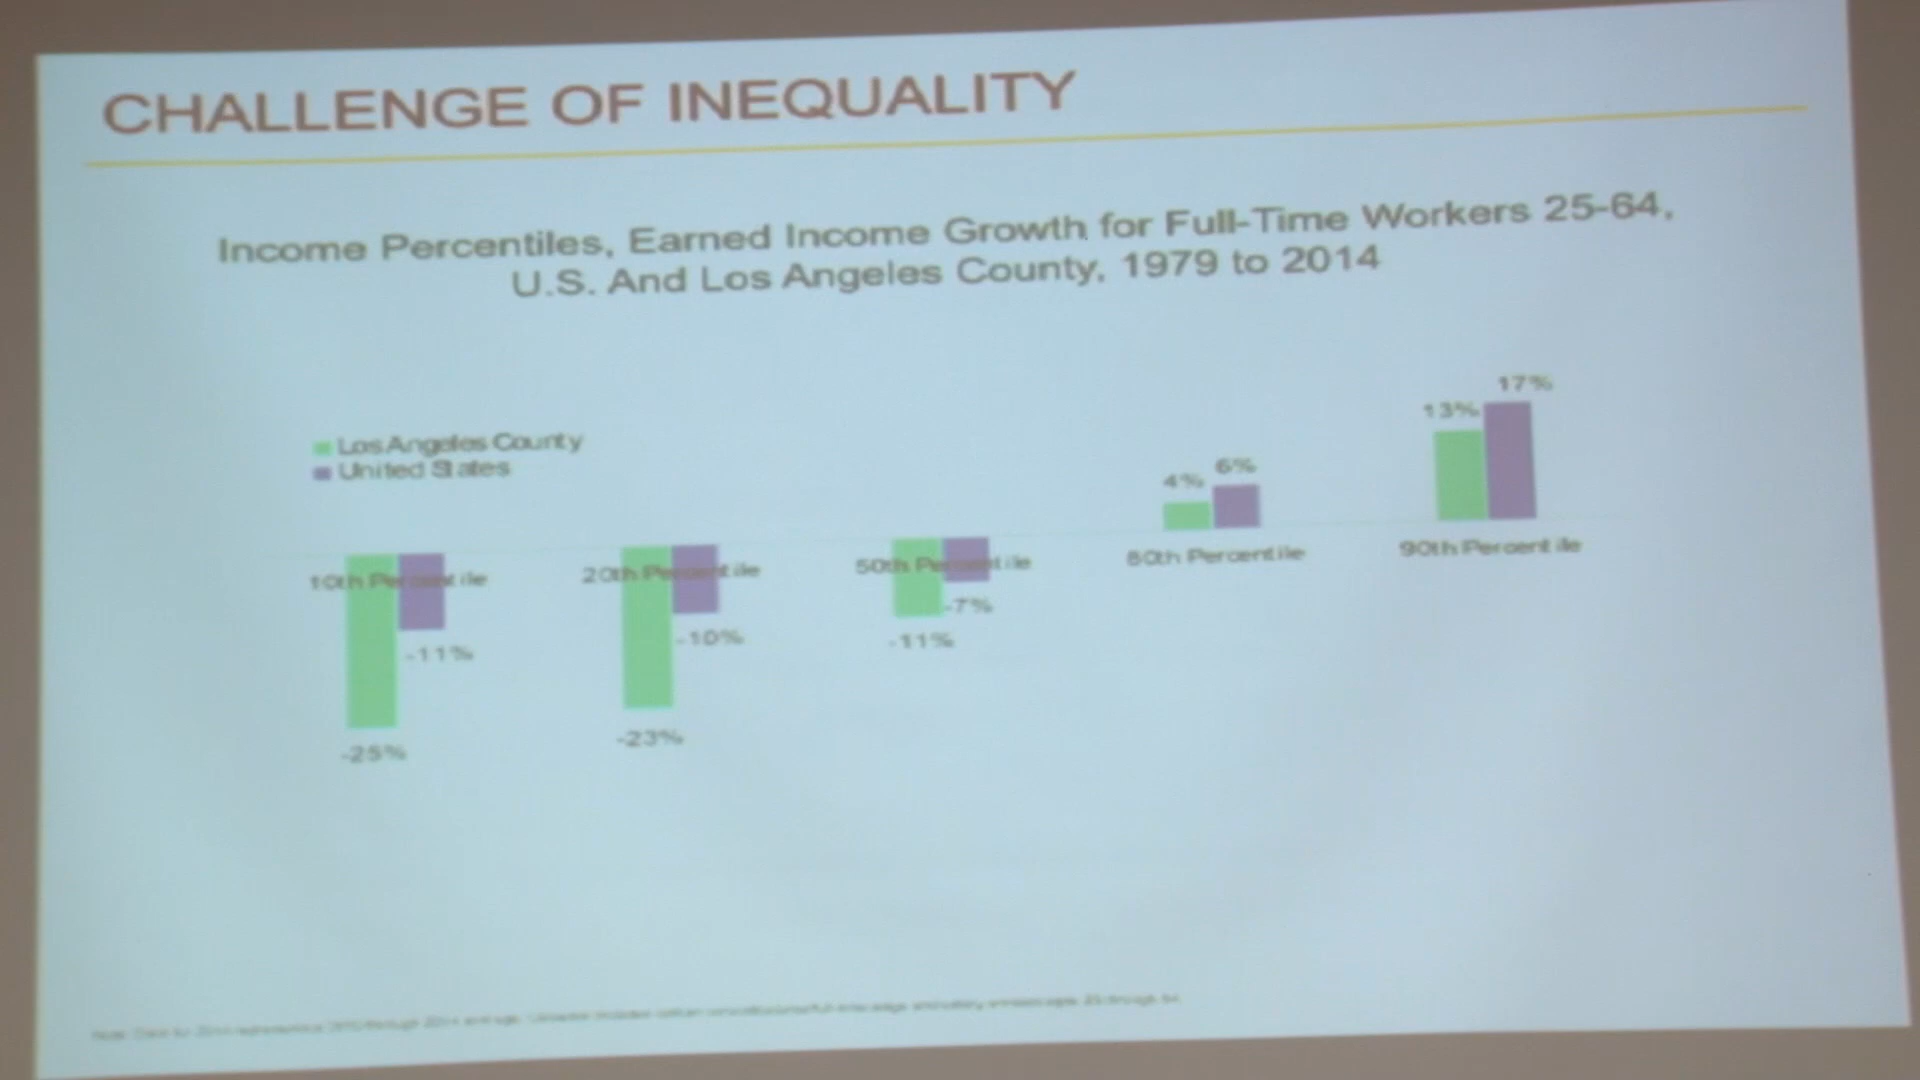 CHALLENGE OF INEQUALITY
Income Percentiles, Earned Income Growth for Full-Time Workers 25-64,
U.S. And Los Angeles County, 1979 to 2014
Los Angeles County
United States
17%
13%
6%
4%
10th Percentile
20th Percentile
50th Percentile
80th Percentile
90th Percentile
-7%
-11%
-10%
-11%
-23%
-25%